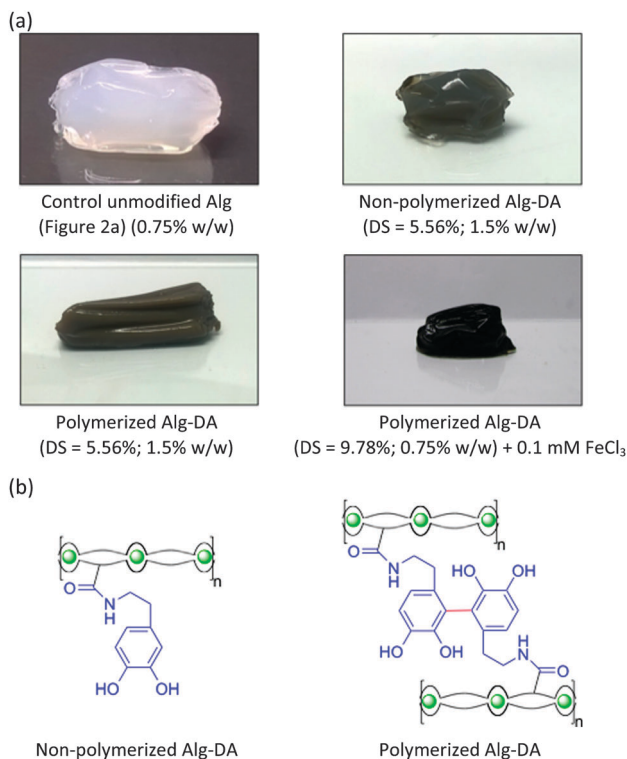 (a)
Control unmodified Alg
(Figure 2a) (0.75% w/w)
Non-polymerized Alg-DA
(DS = 5.56%; 1.5% w/w)
Polymerized Alg-DA
(DS = 5.56%; 1.5% w/w)
Polymerized Alg-DA
(DS = 9.78%; 0.75% w/w) + 0.1 mM FeCl₃
(b)
n
O
N
H
HO
OH
Non-polymerized Alg-DA
n
O
N
H
HO
OH
HO
OH
H
N
O
n
Polymerized Alg-DA